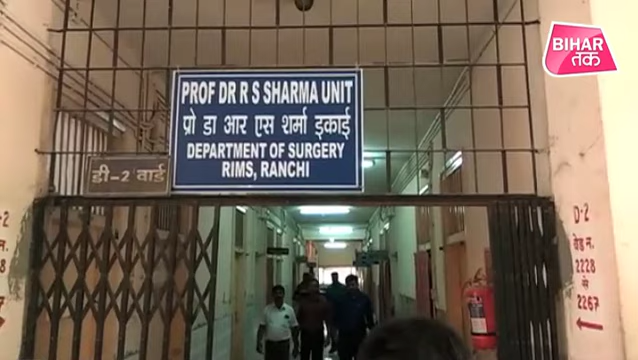 BIHAR
तक
PROF DR R S SHARMA UNIT
प्रो डा आर एस शर्मा इकाई
DEPARTMENT OF SURGERY
RIMS, RANCHI
डी-2 वार्ड
D-2
बेड न.
2228
से
2267